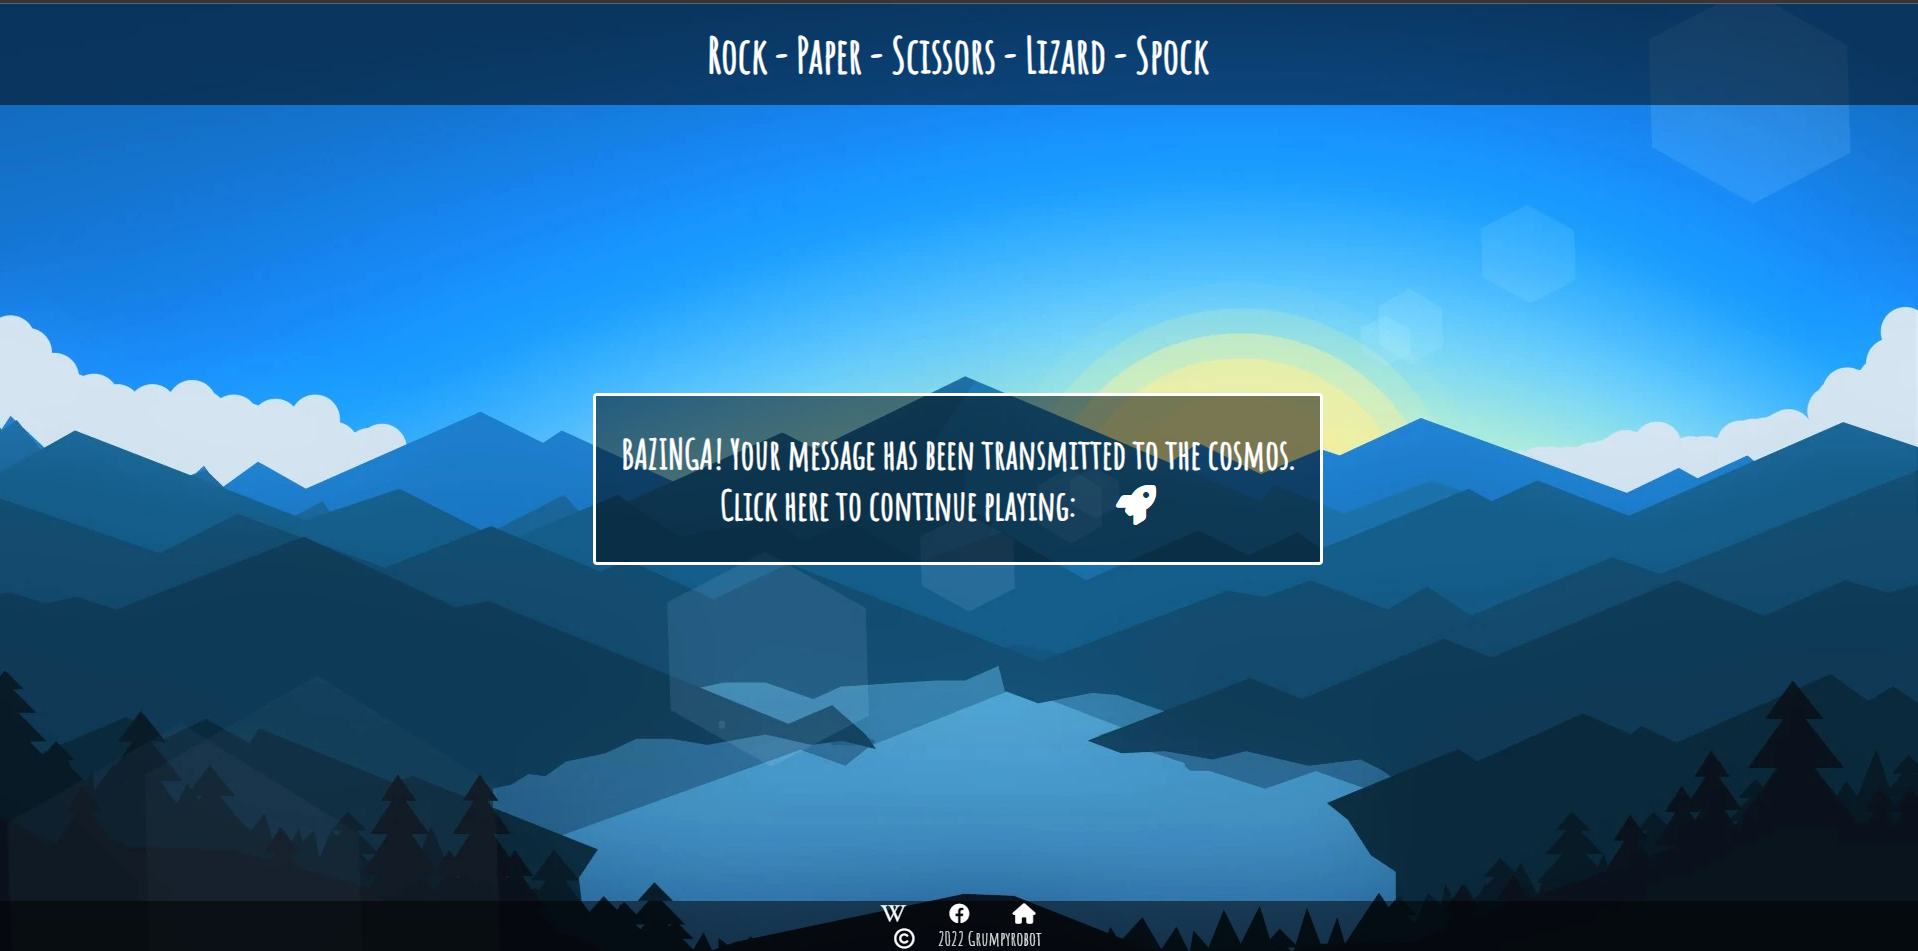 Rock - Paper - Scissors - Lizard - Spock
BAZINGA! Your message has been transmitted to the cosmos.
Click here to continue playing:
W
© 2022 Grumpyrobot